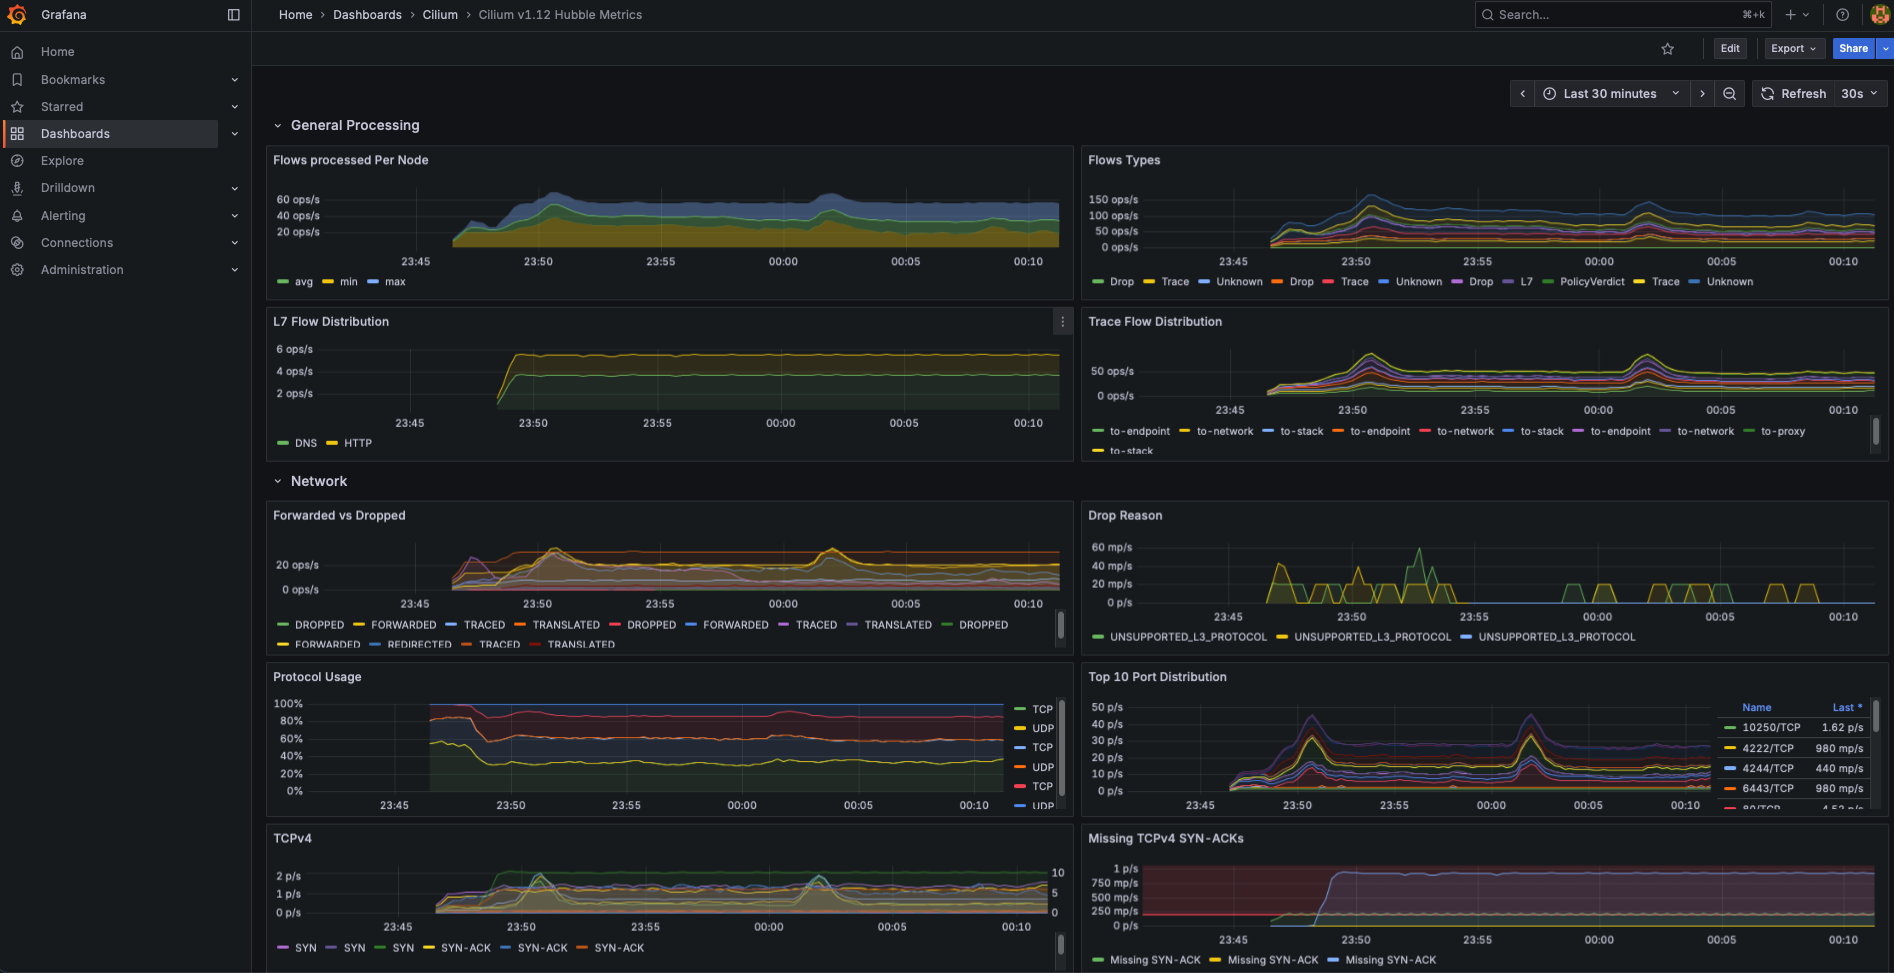 Grafana
Home › Dashboards › Cilium › Cilium v1.12 Hubble Metrics
Search...
⌘+k
Home
Bookmarks
Starred
Dashboards
Explore
Drilldown
Alerting
Connections
Administration
Edit
Export
Share
Last 30 minutes
Refresh
30s
General Processing
Flows processed Per Node
60 ops/s
40 ops/s
20 ops/s
23:45 23:50 23:55 00:00 00:05 00:10
avg min max
Flows Types
150 ops/s
100 ops/s
50 ops/s
0 ops/s
23:45 23:50 23:55 00:00 00:05 00:10
Drop Trace Unknown Drop Trace Unknown Drop L7 PolicyVerdict Trace Unknown
L7 Flow Distribution
6 ops/s
4 ops/s
2 ops/s
23:45 23:50 23:55 00:00 00:05 00:10
DNS HTTP
Trace Flow Distribution
50 ops/s
0 ops/s
23:45 23:50 23:55 00:00 00:05 00:10
to-endpoint to-network to-stack to-endpoint to-network to-stack to-endpoint to-network to-proxy
to-stack
Network
Forwarded vs Dropped
20 ops/s
0 ops/s
23:45 23:50 23:55 00:00 00:05 00:10
DROPPED FORWARDED TRACED TRANSLATED DROPPED FORWARDED TRACED TRANSLATED DROPPED
FORWARDED REDIRECTED TRACED TRANSLATED
Drop Reason
60 mp/s
40 mp/s
20 mp/s
0 p/s
23:45 23:50 23:55 00:00 00:05 00:10
UNSUPPORTED_L3_PROTOCOL UNSUPPORTED_L3_PROTOCOL UNSUPPORTED_L3_PROTOCOL
Protocol Usage
100%
80%
60%
40%
20%
0%
23:45 23:50 23:55 00:00 00:05 00:10
TCP
UDP
TCP
UDP
TCP
UDP
Top 10 Port Distribution
50 p/s
40 p/s
30 p/s
20 p/s
10 p/s
0 p/s
23:45 23:50 23:55 00:00 00:05 00:10
Name Last *
10250/TCP 1.62 p/s
4222/TCP 980 mp/s
4244/TCP 440 mp/s
6443/TCP 980 mp/s
80/TCP 4.52 p/s
TCPv4
2 p/s
1 p/s
0 p/s
10
5
0
23:45 23:50 23:55 00:00 00:05 00:10
SYN SYN SYN SYN-ACK SYN-ACK SYN-ACK
Missing TCPv4 SYN-ACKs
1 p/s
750 mp/s
500 mp/s
250 mp/s
0 p/s
23:45 23:50 23:55 00:00 00:05 00:10
Missing SYN-ACK Missing SYN-ACK Missing SYN-ACK